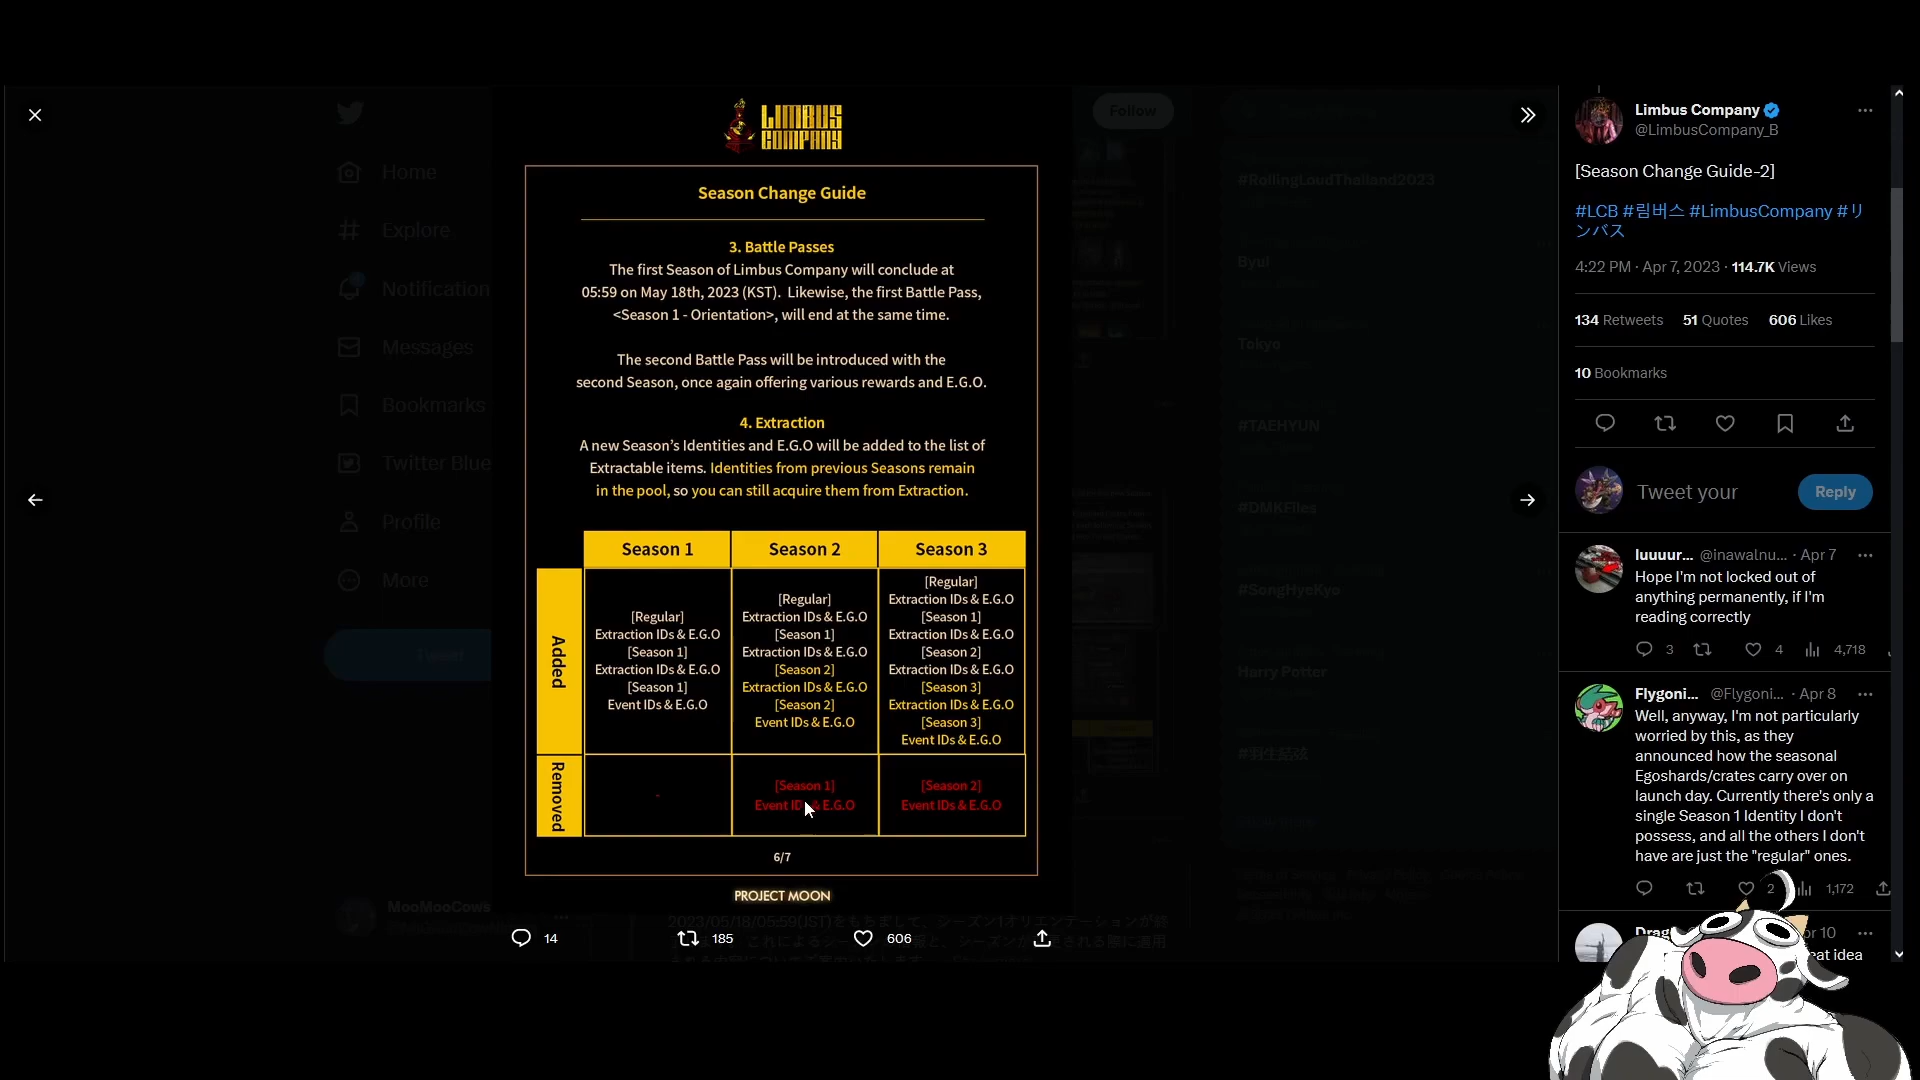 Home
Explore
Notification
Messages
Bookmarks
Twitter Blue
Profile
More
Tweet
MooMooCows
LIMBUS
COMPANY
Season Change Guide
3. Battle Passes
The first Season of Limbus Company will conclude at
05:59 on May 18th, 2023 (KST). Likewise, the first Battle Pass,
<Season 1 - Orientation>, will end at the same time.
The second Battle Pass will be introduced with the
second Season, once again offering various rewards and E.G.O.
4. Extraction
A new Season's Identities and E.G.O will be added to the list of
Extractable items. Identities from previous Seasons remain
in the pool, so you can still acquire them from Extraction.
Season 1 Season 2 Season 3
Added
[Regular]
Extraction IDs & E.G.O
[Season 1]
Extraction IDs & E.G.O
[Season 1]
Event IDs & E.G.O
[Regular]
Extraction IDs & E.G.O
[Season 1]
Extraction IDs & E.G.O
[Season 2]
Extraction IDs & E.G.O
[Season 2]
Event IDs & E.G.O
[Regular]
Extraction IDs & E.G.O
[Season 1]
Extraction IDs & E.G.O
[Season 2]
Extraction IDs & E.G.O
[Season 3]
Extraction IDs & E.G.O
[Season 3]
Event IDs & E.G.O
Removed
-
[Season 1]
Event IDs & E.G.O
[Season 2]
Event IDs & E.G.O
6/7
PROJECT MOON
14 185 606
Follow
#RollingLoudThailand2023
Byul
Tokyo
#TAEHYUN
#DMKFlies
#SongHyeKyo
Harry Potter
#羽生結弦
Limbus Company
@LimbusCompany_B
[Season Change Guide-2]
#LCB #림버스 #LimbusCompany #リ
ンバス
4:22 PM · Apr 7, 2023 · 114.7K Views
134 Retweets 51 Quotes 606 Likes
10 Bookmarks
Tweet your
Reply
luuuur... @inawalnu... · Apr 7
Hope I'm not locked out of
anything permanently, if I'm
reading correctly
3 4 4,718
Flygoni... @Flygoni... · Apr 8
Well, anyway, I'm not particularly
worried by this, as they
announced how the seasonal
Egoshards/crates carry over on
launch day. Currently there's only a
single Season 1 Identity I don't
possess, and all the others I don't
have are just the "regular" ones.
2 1,172